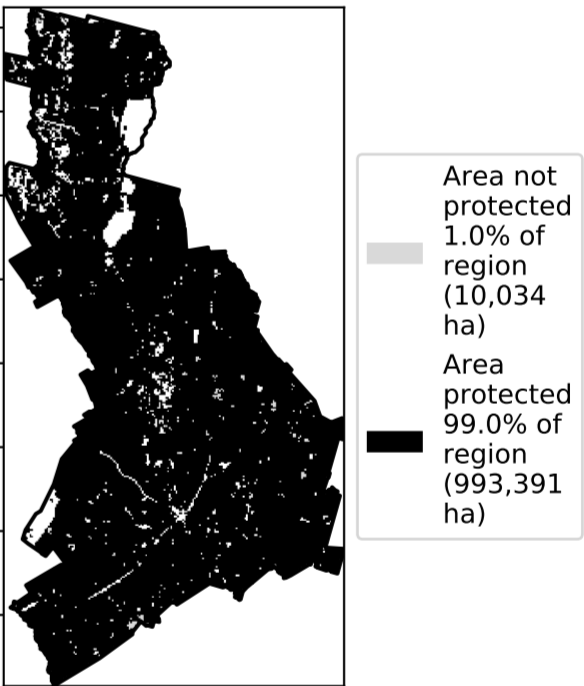 Area not
protected
1.0% of
region
(10,034
ha)
Area
protected
99.0% of
region
(993,391
ha)